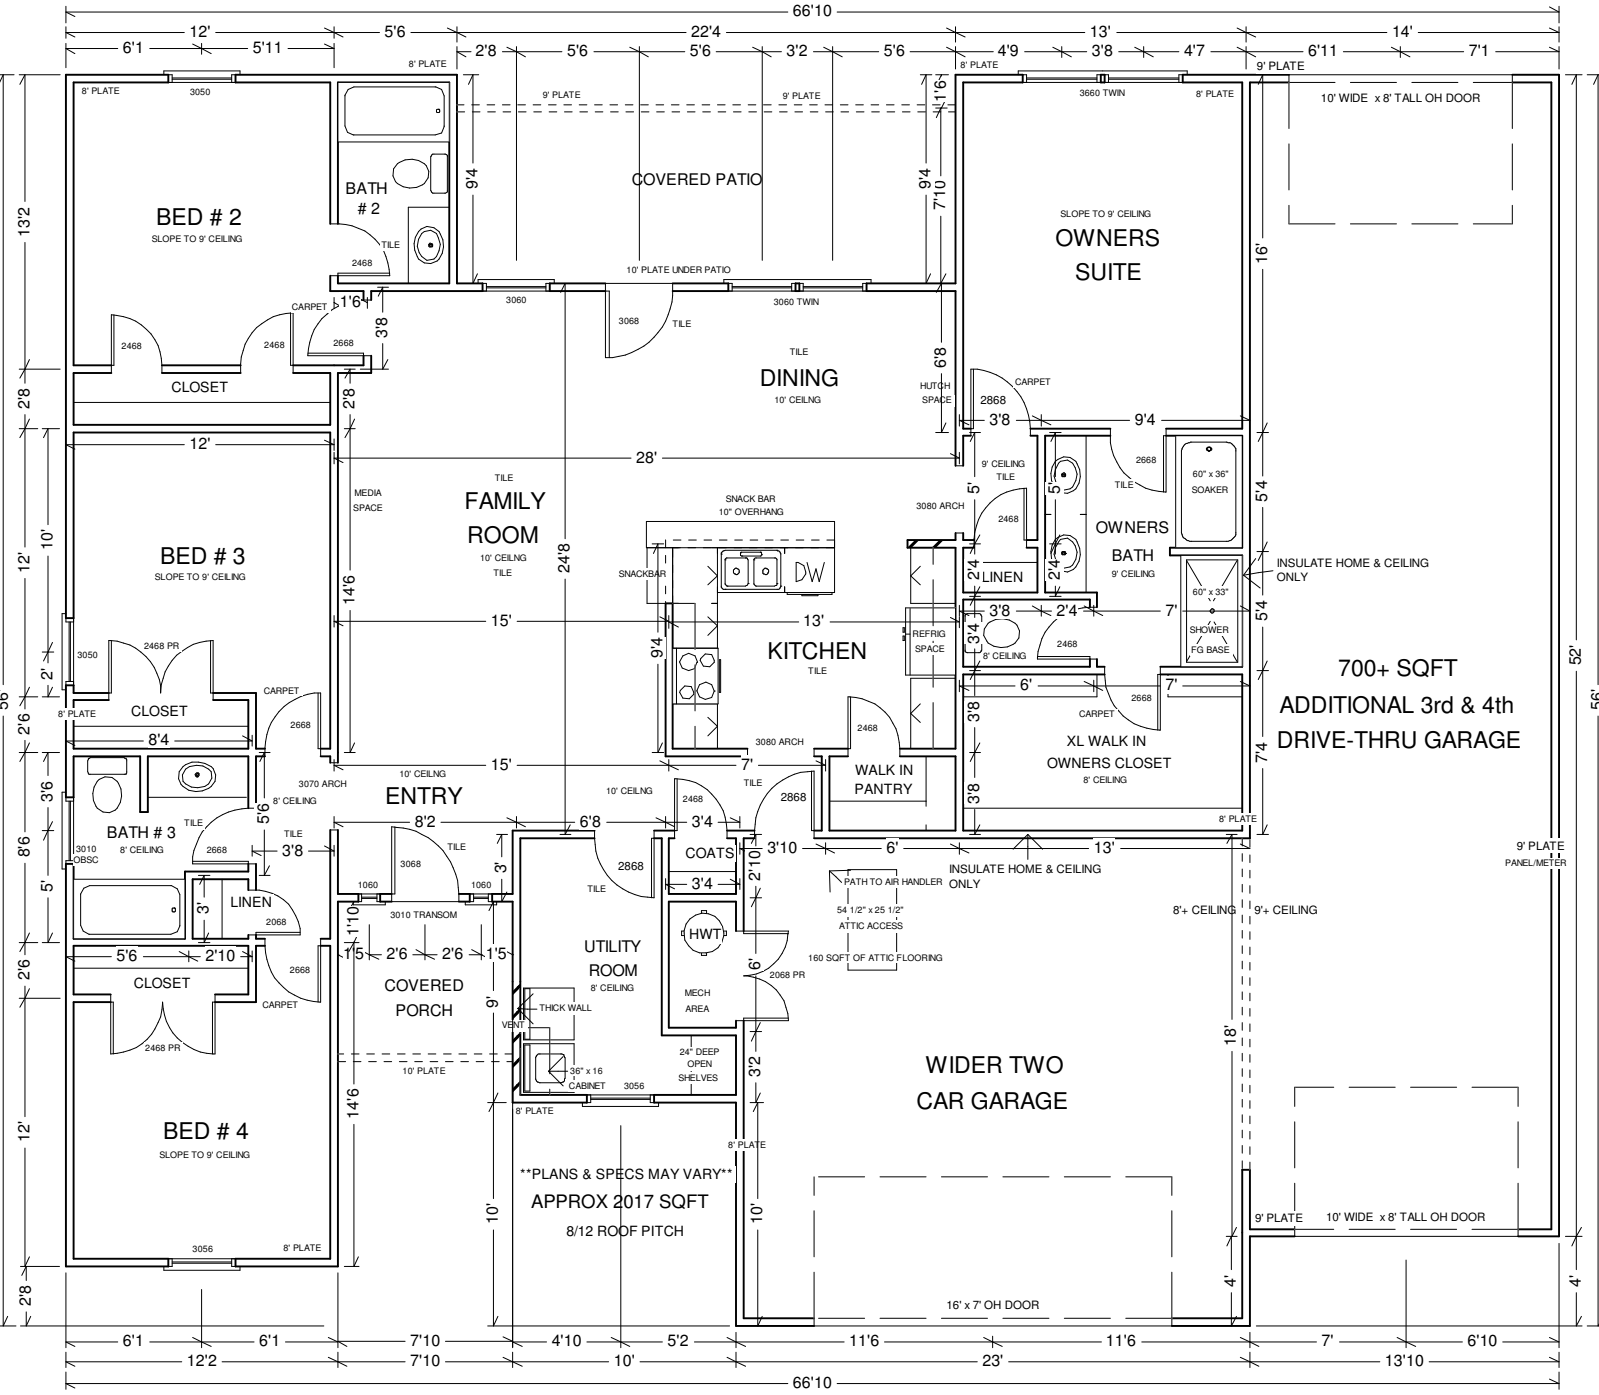 66'10
12'
5'6
22'4
13'
14'
6'1
5'11
2'8
5'6
5'6
3'2
5'6
4'9
3'8
4'7
6'11
7'1
8' PLATE
8' PLATE
9' PLATE
8' PLATE
3050
9' PLATE
9' PLATE
1'6
3660 TWIN
8' PLATE
10' WIDE x 8' TALL OH DOOR
13'2
BED # 2
SLOPE TO 9' CEILING
BATH
# 2
TILE
2468
9'4
COVERED PATIO
9'4
7'10
SLOPE TO 9' CEILING
OWNERS
SUITE
16'
10' PLATE UNDER PATIO
3060
3060 TWIN
CARPET
1'6
3'8
3068
TILE
2468
2468
2668
TILE
DINING
10' CEILNG
6'8
HUTCH
SPACE
CARPET
2868
CLOSET
2'8
2'8
3'8
9'4
12'
28'
MEDIA
SPACE
TILE
FAMILY
ROOM
10' CEILNG
TILE
24'8
SNACK BAR
10" OVERHANG
3080 ARCH
9' CEILING
TILE
5'
2468
5'
TILE
2668
60" x 36"
SOAKER
5'4
10'
12'
BED # 3
SLOPE TO 9' CEILING
14'6
SNACKBAR
DW
OWNERS
BATH
9' CEILING
2'4
LINEN
2'4
INSULATE HOME & CEILING
ONLY
60" x 33"
SHOWER
FG BASE
5'4
15'
13'
3'8
2'4
7'
9'4
KITCHEN
TILE
REFRIG
SPACE
3'4
8' CEILING
2468
2468 PR
3050
2'
52'
56'
56'
700+ SQFT
ADDITIONAL 3rd & 4th
DRIVE-THRU GARAGE
CARPET
2668
8' PLATE
CLOSET
2'6
8'4
6'
7'
3'8
2668
CARPET
XL WALK IN
OWNERS CLOSET
8' CEILING
7'4
2468
3080 ARCH
15'
7'
10' CEILNG
ENTRY
3070 ARCH
8' CEILING
10' CEILNG
TILE
WALK IN
PANTRY
3'8
3'6
5'6
2468
2868
8' PLATE
8'2
6'8
3'4
BATH # 3
8' CEILING
TILE
2668
TILE
3'8
3010
OBSC
8'6
5'
3068
TILE
3'
2868
TILE
COATS
3'4
2'10
3'10
6'
13'
INSULATE HOME & CEILING
ONLY
9' PLATE
PANEL/METER
PATH TO AIR HANDLER
54 1/2" x 25 1/2"
ATTIC ACCESS
160 SQFT OF ATTIC FLOORING
8'+ CEILING
9'+ CEILING
3'
LINEN
2068
1060
1060
3010 TRANSOM
1'10
1'5
2'6
2'6
1'5
5'6
2'10
2'6
CLOSET
2668
CARPET
COVERED
PORCH
UTILITY
ROOM
8' CEILING
HWT
MECH
AREA
6'
2068 PR
9'
THICK WALL
VENT
2468 PR
10' PLATE
36" x 16
CABINET
3056
24" DEEP
OPEN
SHELVES
3'2
18'
WIDER TWO
CAR GARAGE
14'6
12'
BED # 4
SLOPE TO 9' CEILING
8' PLATE
8' PLATE
**PLANS & SPECS MAY VARY**
APPROX 2017 SQFT
8/12 ROOF PITCH
10'
10'
3056
8' PLATE
9' PLATE
10' WIDE x 8' TALL OH DOOR
2'8
4'
4'
16' x 7' OH DOOR
6'1
6'1
7'10
4'10
5'2
11'6
11'6
7'
6'10
12'2
7'10
10'
23'
13'10
66'10